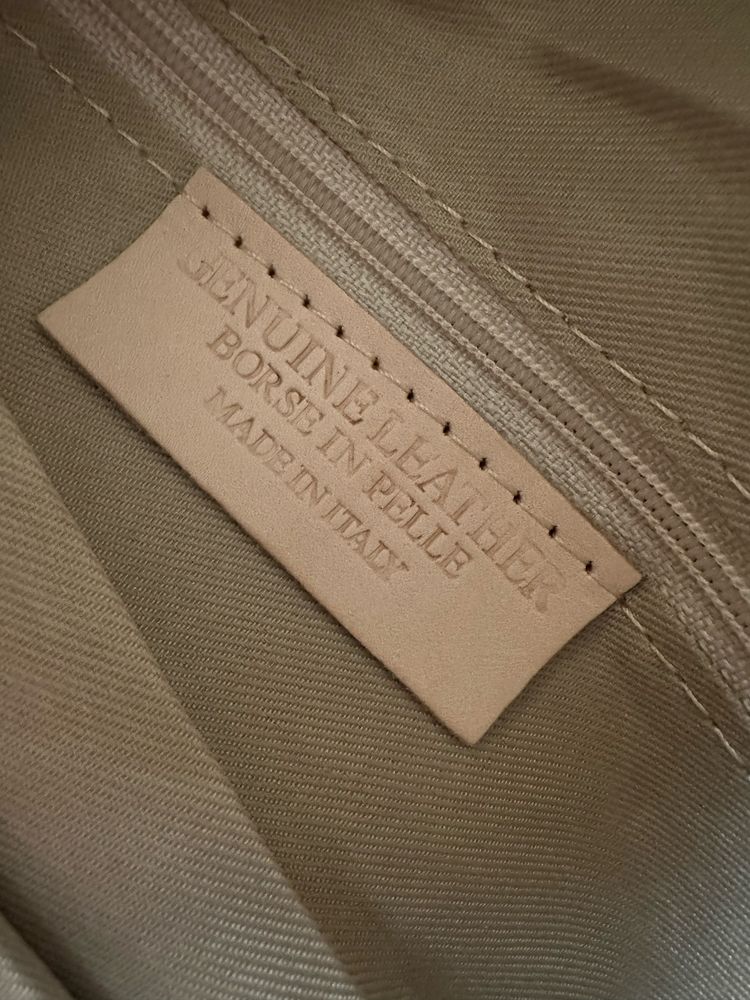 GENUINE LEATHER
BORSE IN PELLE
MADE IN ITALY